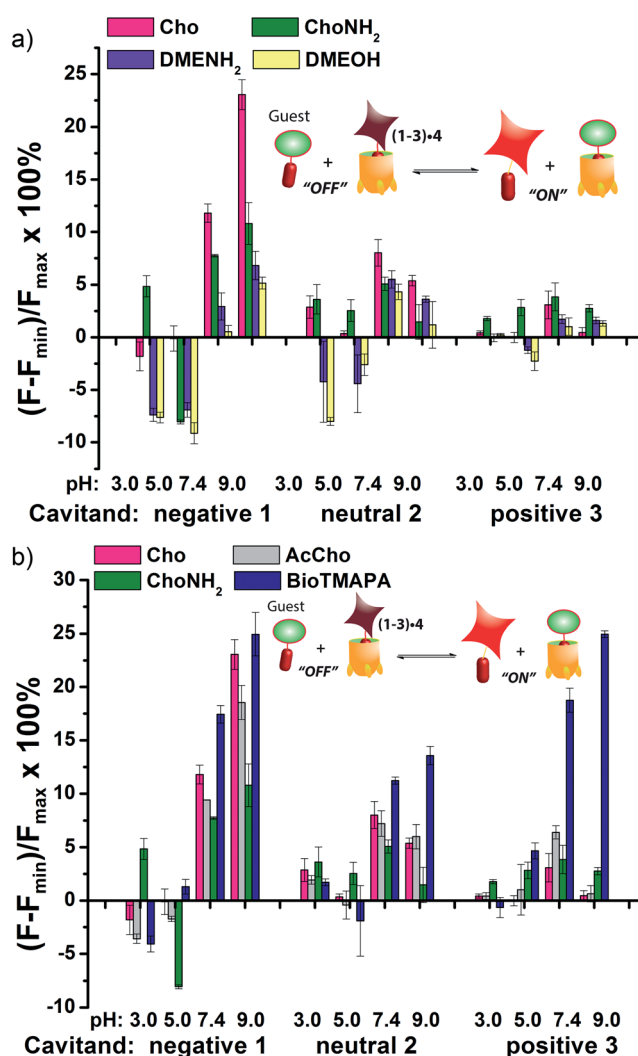 a)
Cho
ChoNH2
DMENH2
DMEOH
(F-Fmin)/Fmax x 100%
25
20
15
10
5
0
-5
-10
Guest
+
(1-3)•4
"OFF"
+
"ON"
pH: 3.0 5.0 7.4 9.0 3.0 5.0 7.4 9.0 3.0 5.0 7.4 9.0
Cavitand: negative 1 neutral 2 positive 3
b)
Cho
AcCho
ChoNH2
BioTMAPA
(F-Fmin)/Fmax x 100%
30
25
20
15
10
5
0
-5
-10
Guest
+
(1-3)•4
"OFF"
+
"ON"
pH: 3.0 5.0 7.4 9.0 3.0 5.0 7.4 9.0 3.0 5.0 7.4 9.0
Cavitand: negative 1 neutral 2 positive 3